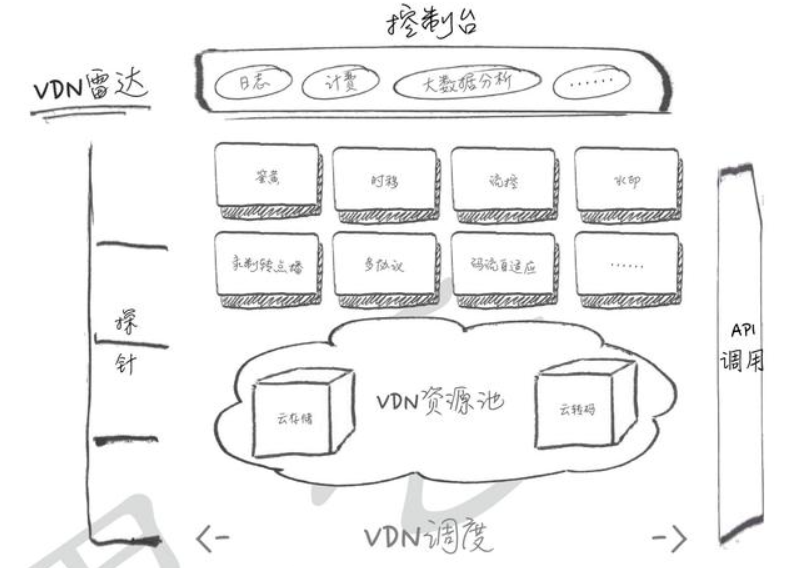 控制台
VDN雷达
日志
计费
大数据分析
......
鉴黄
时移
流控
水印
录制转点播
多协议
码流自适应
......
探
针
API
调用
VDN资源池
云存储
云转码
<- VDN调度 ->